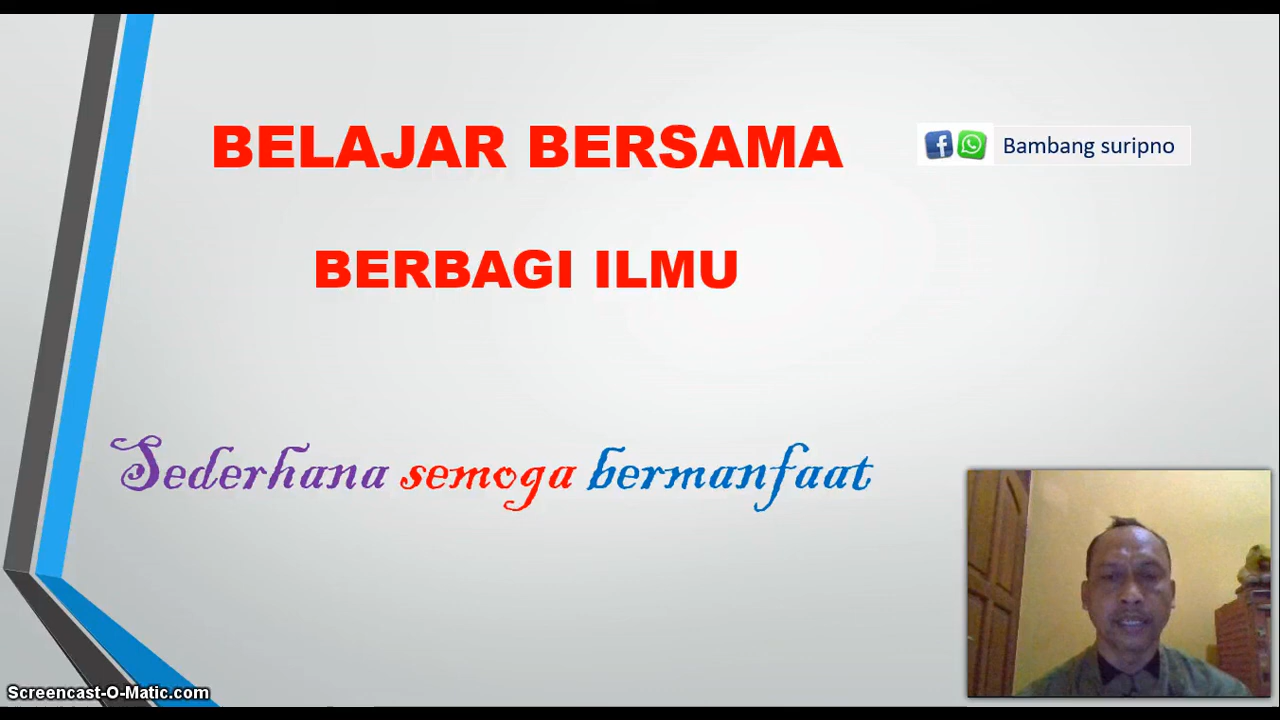 BELAJAR BERSAMA
Bambang suripno
BERBAGI ILMU
Sederhana semoga bermanfaat
Screencast-O-Matic.com